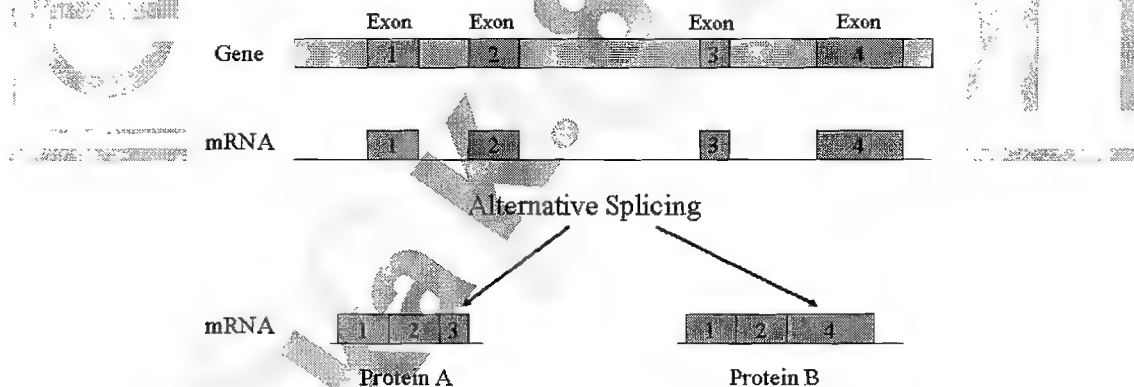 Exon Exon Exon Exon
Gene 1 2 3 4
mRNA 1 2 3 4
Alternative Splicing
mRNA 1 2 3 1 2 4
Protein A Protein B